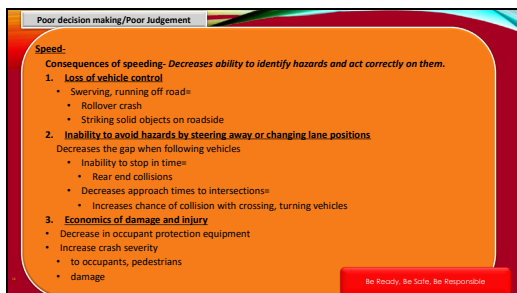 Poor decision making/Poor Judgement
Speed-
Consequences of speeding- Decreases ability to identify hazards and act correctly on them.
1. Loss of vehicle control
• Swerving, running off road=
• Rollover crash
• Striking solid objects on roadside
2. Inability to avoid hazards by steering away or changing lane positions
Decreases the gap when following vehicles
• Inability to stop in time=
• Rear end collisions
• Decreases approach times to intersections=
• Increases chance of collision with crossing, turning vehicles
3. Economics of damage and injury
• Decrease in occupant protection equipment
• Increase crash severity
• to occupants, pedestrians
• damage
Be Ready, Be Safe, Be Responsible